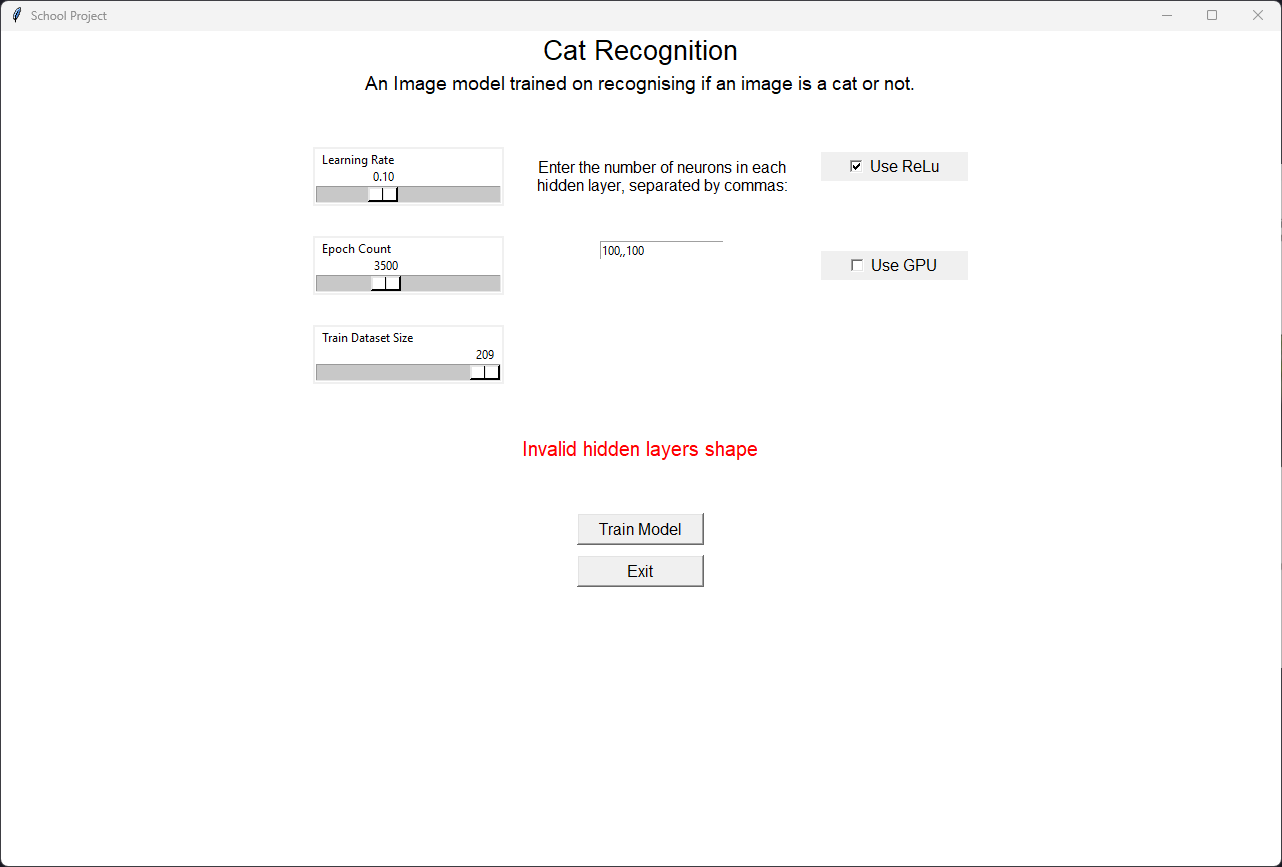 School Project
Cat Recognition
An Image model trained on recognising if an image is a cat or not.
Learning Rate
0.10
Epoch Count
3500
Train Dataset Size
209
Enter the number of neurons in each
hidden layer, separated by commas:
100,,100
Use ReLu
Use GPU
Invalid hidden layers shape
Train Model
Exit